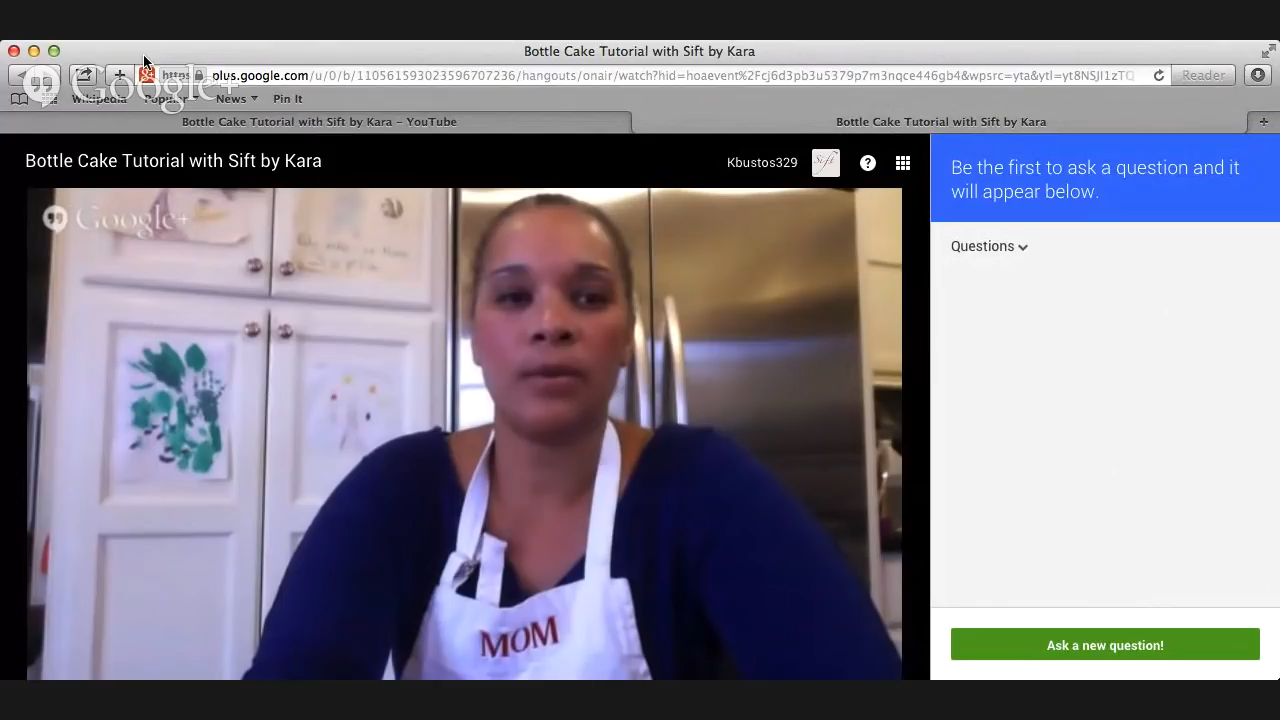 Bottle Cake Tutorial with Sift by Kara
https plus.google.com/u/0/b/110561593023596707236/hangouts/onair/watch?hid=hoaevent%2Fcj6d3pb3u5379p7m3nqce446gb4&wpsrc=yta&ytl=yt8NSJl1zTQ
Reader
Google+
Wikipedia Popular News Pin It
Bottle Cake Tutorial with Sift by Kara – YouTube
Bottle Cake Tutorial with Sift by Kara
Bottle Cake Tutorial with Sift by Kara
Kbustos329
Sift
Be the first to ask a question and it
will appear below.
Google+
Questions
MOM
Ask a new question!